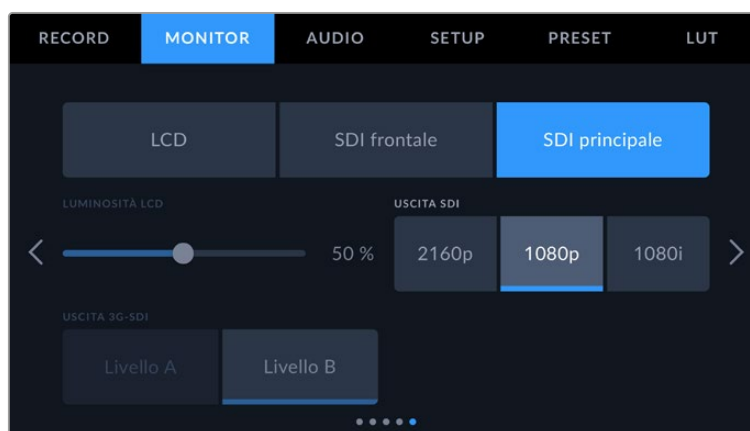 RECORD MONITOR AUDIO SETUP PRESET LUT
LCD SDI frontale SDI principale
LUMINOSITÀ LCD USCITA SDI
50 % 2160p 1080p 1080i
USCITA 3G-SDI
Livello A Livello B